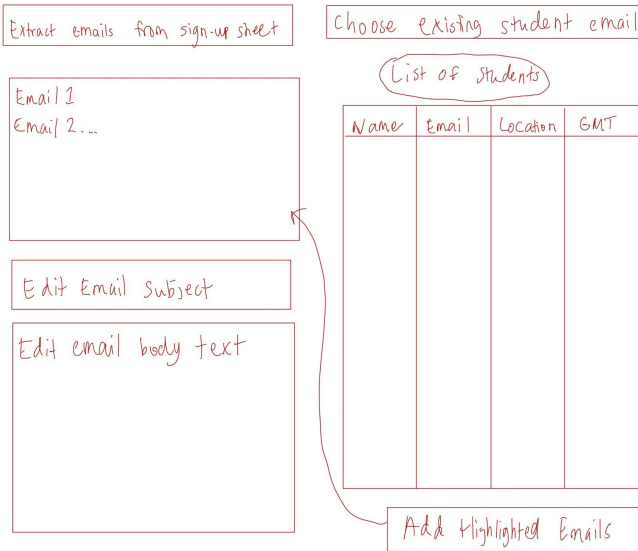 Extract emails from sign-up sheet
Email 1
Email 2...
Edit Email Subject
Edit email body text
Choose existing student email
List of students
Name Email Location GMT
Add Highlighted Emails